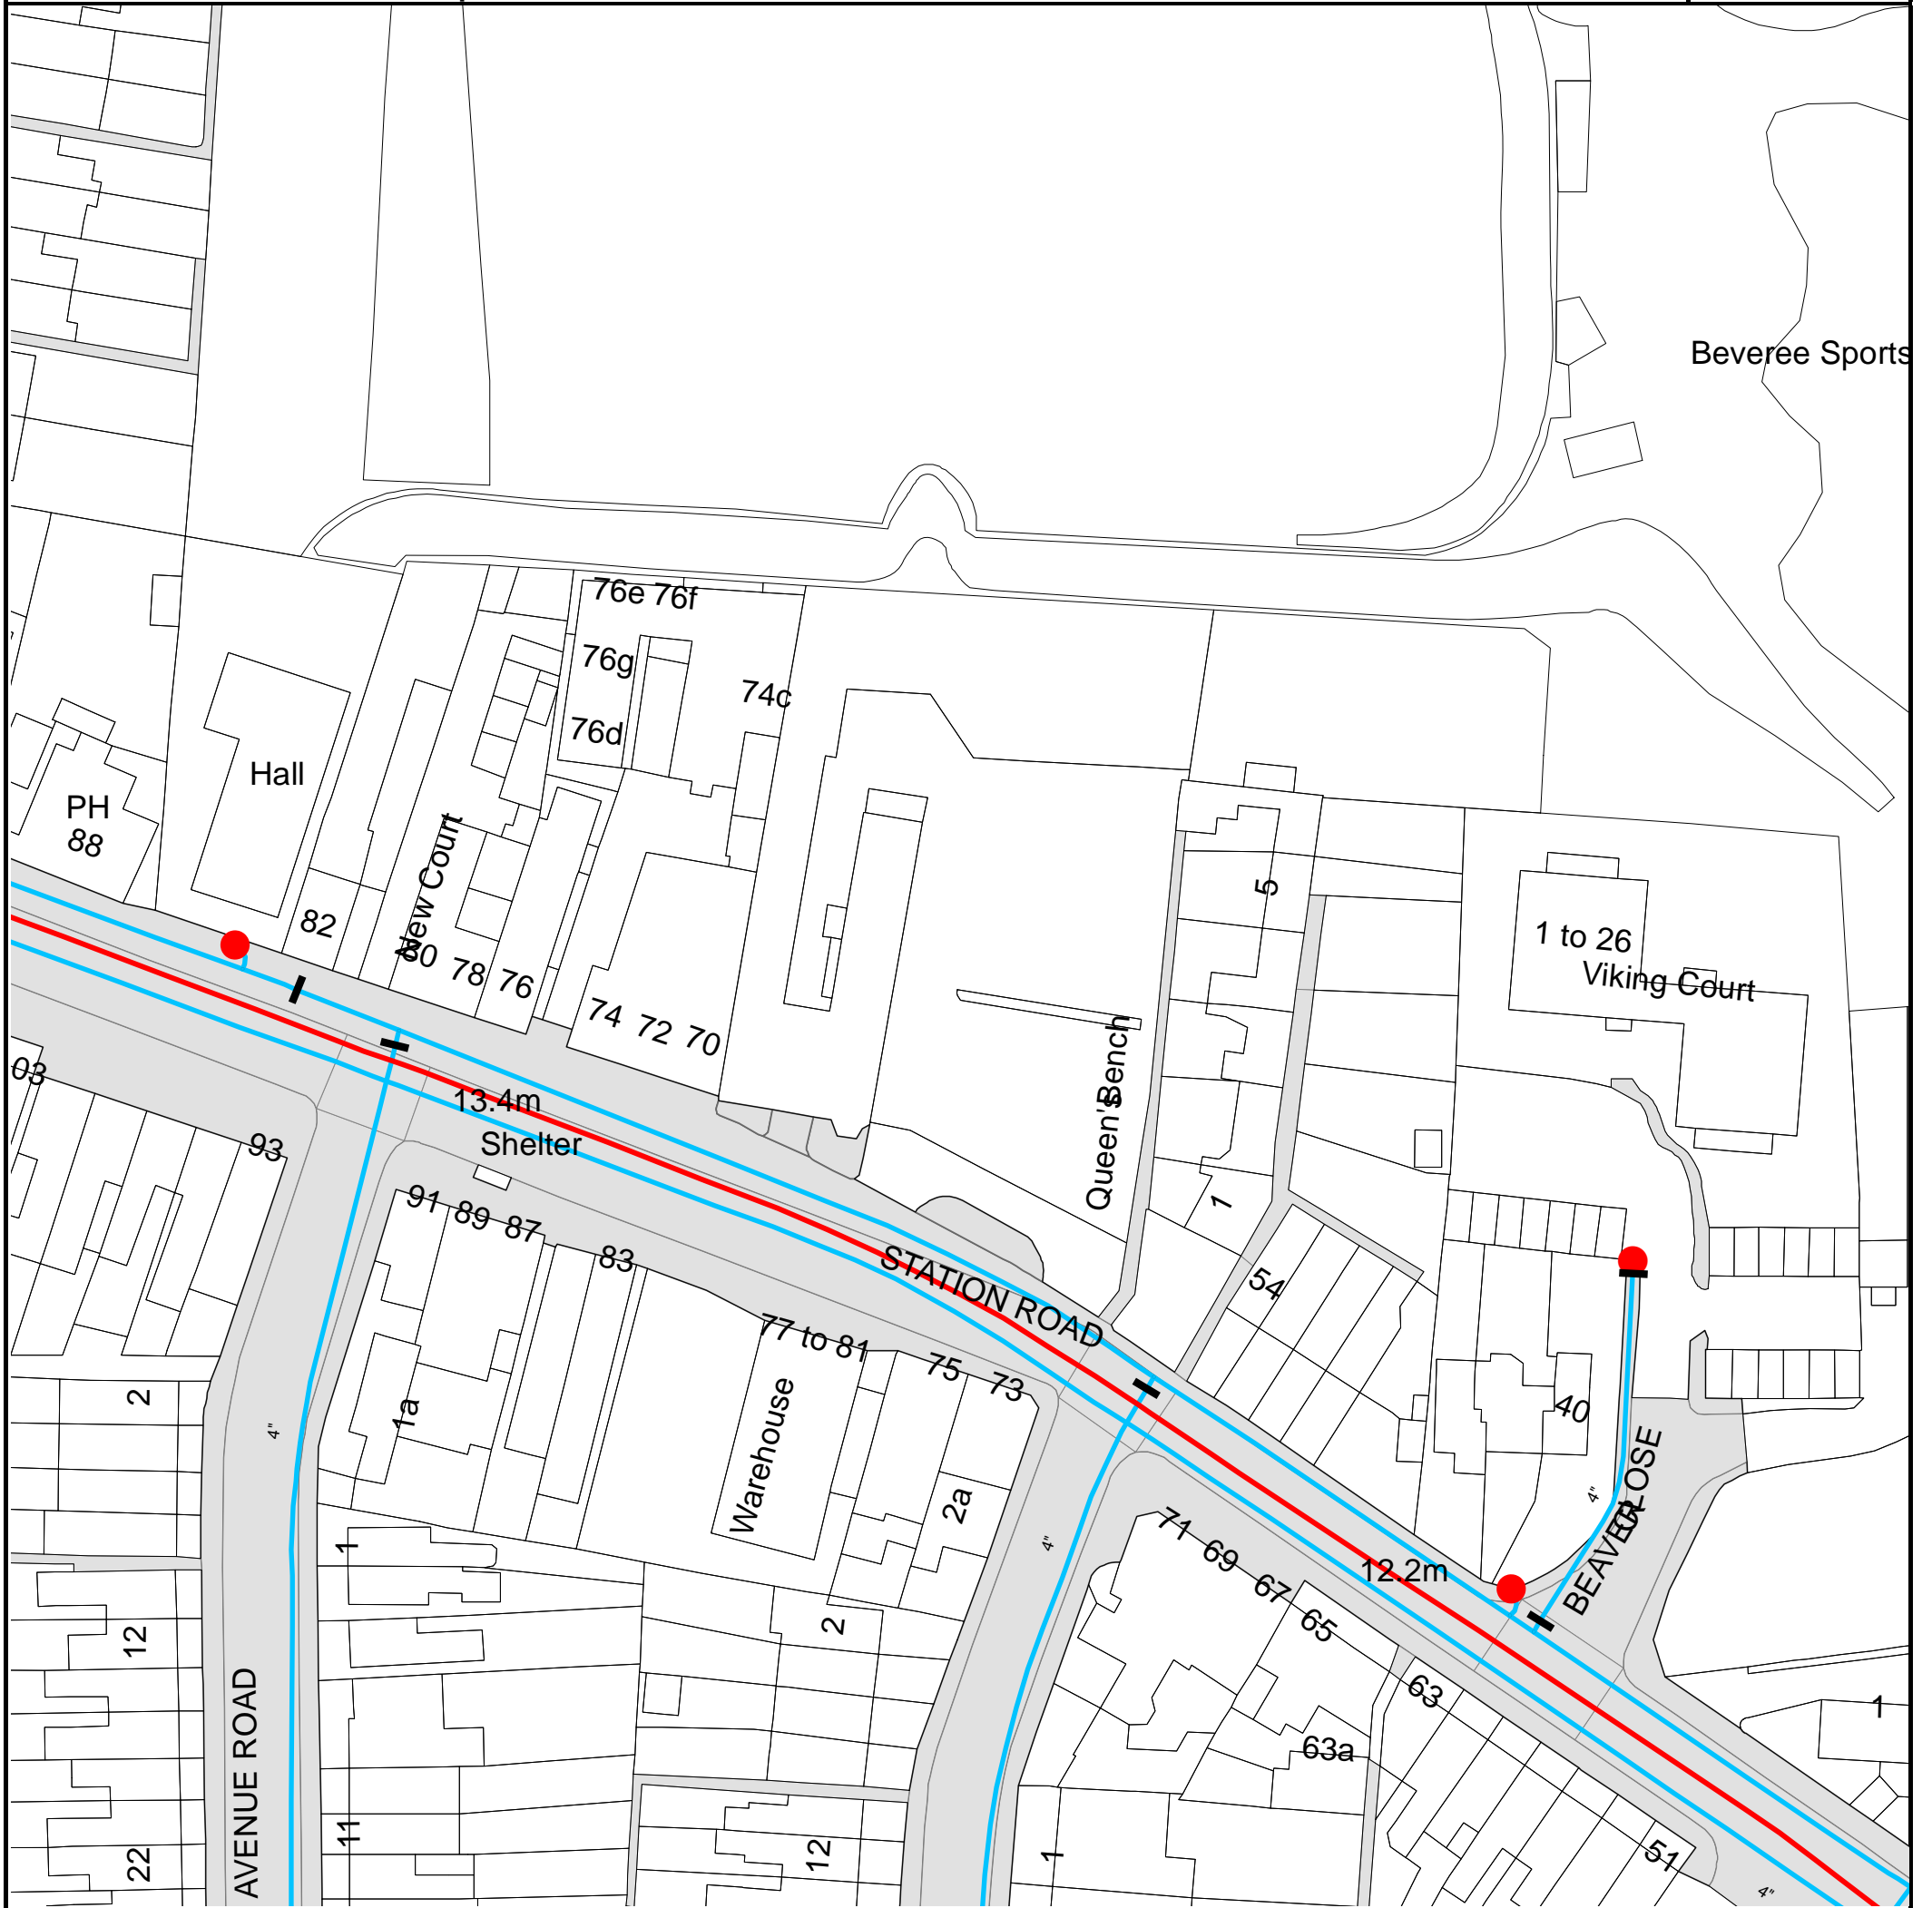 Beveree Sports
76e 76f
76g
74c
76d
Hall
PH
88
New Court
82
80 78 76
74 72 70
5
1 to 26
Viking Court
Queen's Bench
03
13.4m
Shelter
93
91 89 87
83
1
54
STATION ROAD
77 to 81
75
73
Warehouse
2
1a
4"
40
BEAVER CLOSE
4"
2a
4"
1
71 69 67 65
12.2m
12
2
63
63a
1
AVENUE ROAD
11
22
12
1
51
4"